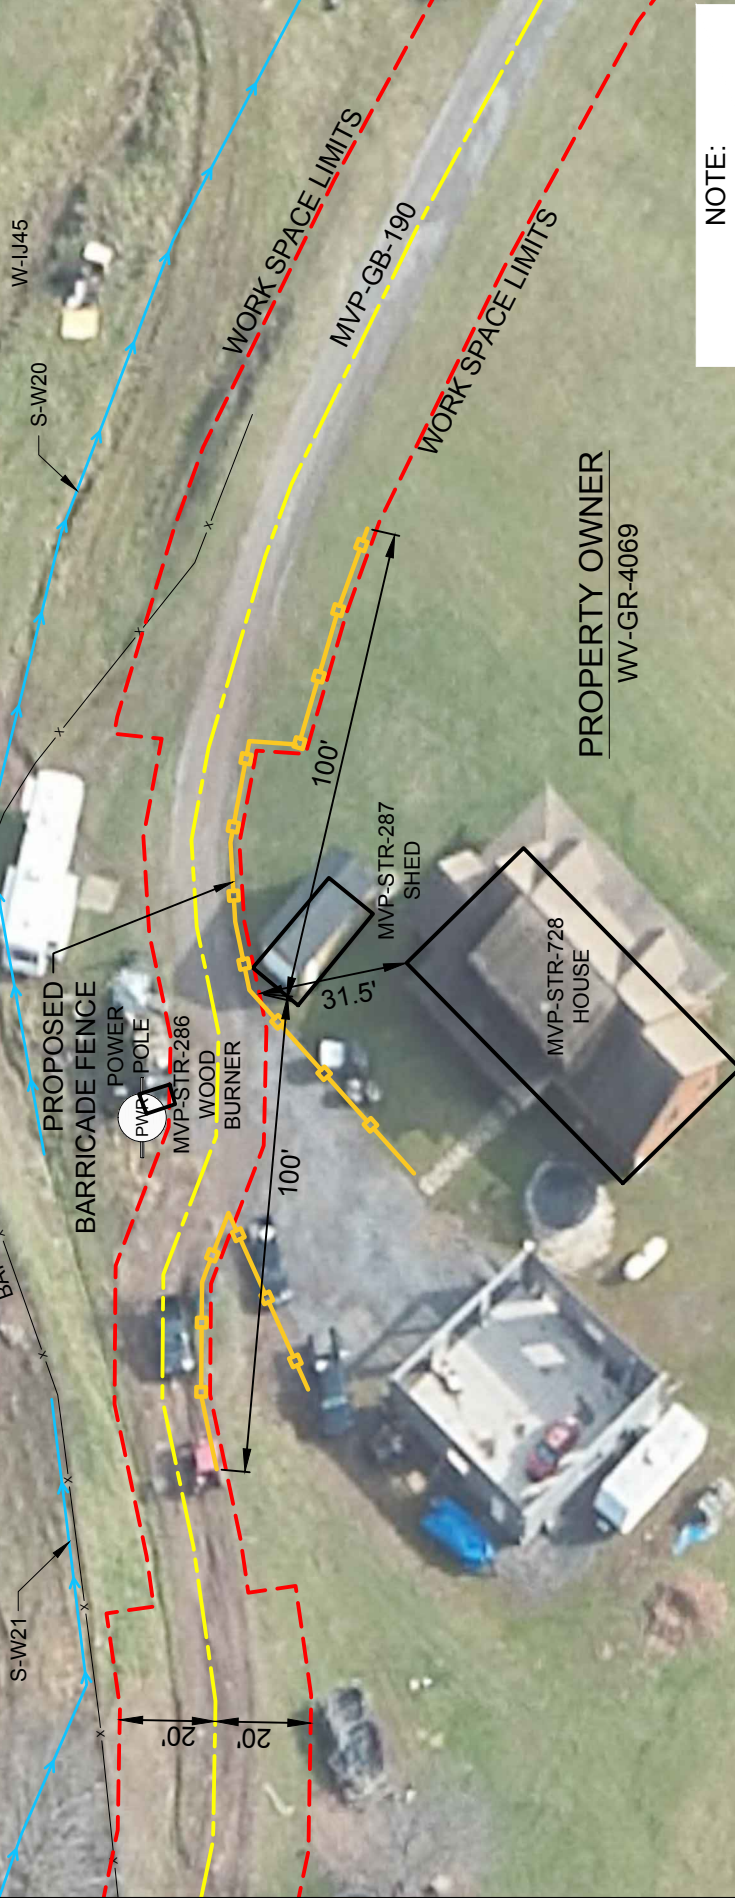 W-IJ45
S-W20
WORK SPACE LIMITS
MVP-GB-190
WORK SPACE LIMITS
NOTE:
PROPERTY OWNER
WV-GR-4069
100'
MVP-STR-287
SHED
31.5'
MVP-STR-728
HOUSE
PROPOSED
BARRICADE FENCE
POWER
POLE
PWR
MVP-STR-286
WOOD
BURNER
100'
S-W21
20'
20'